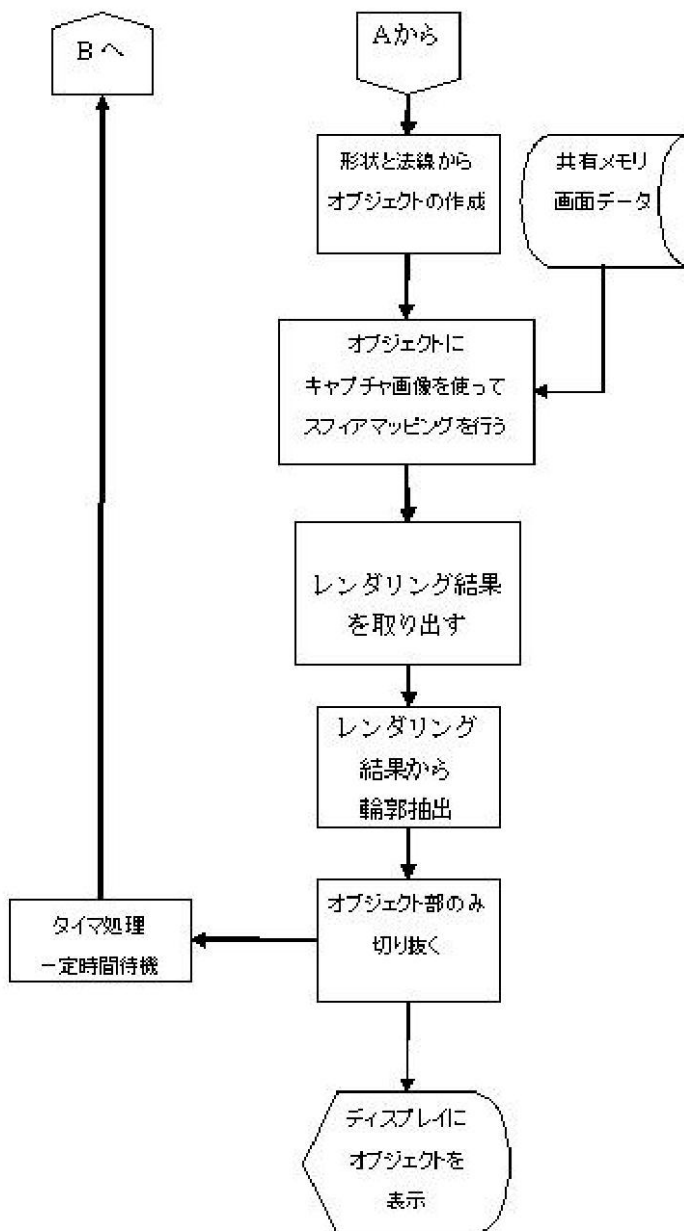 Bへ
Aから
形状と法線から
オブジェクトの作成
共有メモリ
画面データ
オブジェクトに
キャプチャ画像を使って
スフィアマッピングを行う
レンダリング結果
を取り出す
レンダリング
結果から
輪郭抽出
オブジェクト部のみ
切り抜く
タイマ処理
一定時間待機
ディスプレイに
オブジェクトを
表示